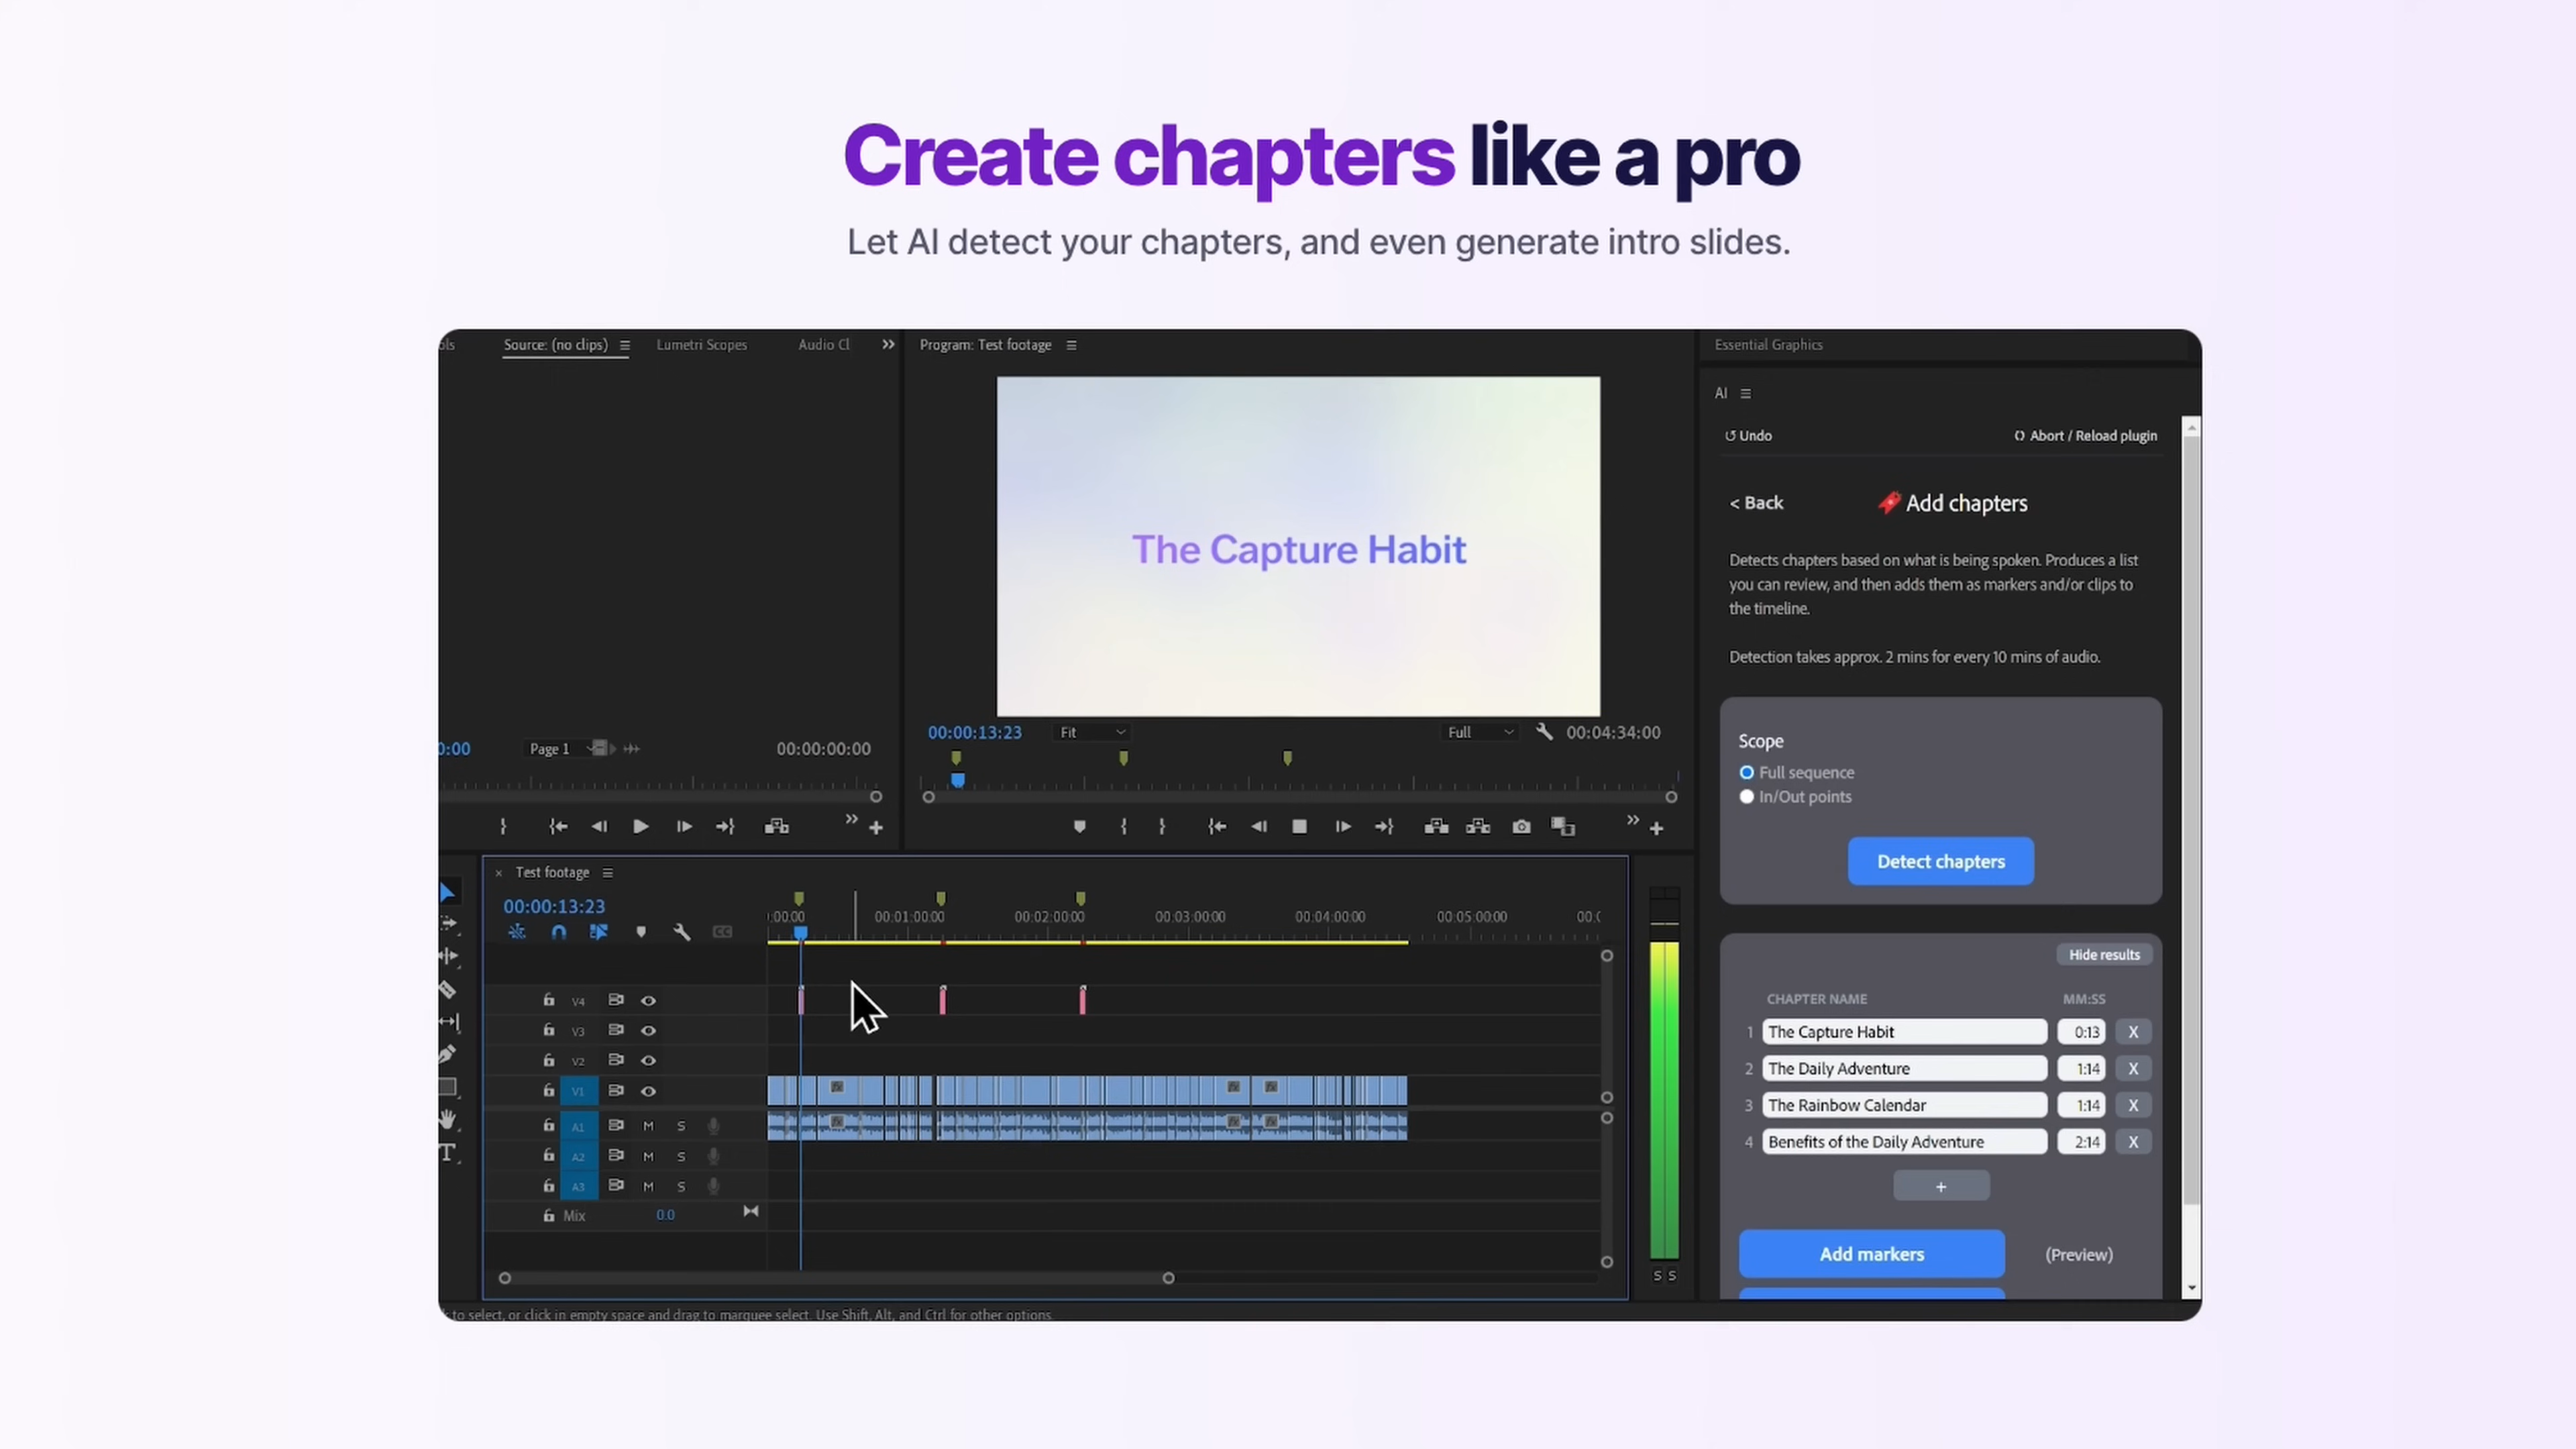 Create chapters like a pro
Let AI detect your chapters, and even generate intro slides.
ols
Source: (no clips)
Lumetri Scopes
Audio Cl
Program: Test footage
Essential Graphics
AI
Undo
Abort / Reload plugin
< Back
Add chapters
The Capture Habit
Detects chapters based on what is being spoken. Produces a list
you can review, and then adds them as markers and/or clips to
the timeline.
Detection takes approx. 2 mins for every 10 mins of audio.
0:00
Page 1
00:00:00:00
00:00:13:23
Fit
Full
00:04:34:00
Scope
Full sequence
In/Out points
Detect chapters
× Test footage
00:00:13:23
:00:00
00:01:00:00
00:02:00:00
00:03:00:00
00:04:00:00
00:05:00:00
00:0
CC
V4
V3
V2
V1
fx
fx
fx
A1
M
S
fx
fx
fx
A2
M
S
A3
M
S
Mix
0.0
S S
Hide results
CHAPTER NAME
MM:SS
1 The Capture Habit 0:13 X
2 The Daily Adventure 1:14 X
3 The Rainbow Calendar 1:14 X
4 Benefits of the Daily Adventure 2:14 X
+
Add markers
(Preview)
to select, or click in empty space and drag to marquee select. Use Shift, Alt, and Ctrl for other options.